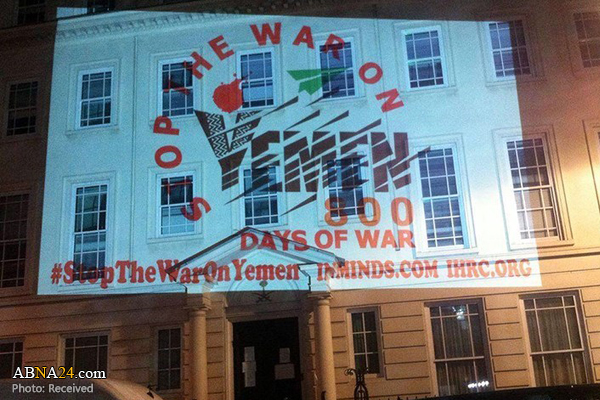 STOP THE WAR ON
YEMEN
800
DAYS OF WAR
#StopTheWarOnYemen INMINDS.COM IHRC.ORG
ABNA24.com
Photo: Received